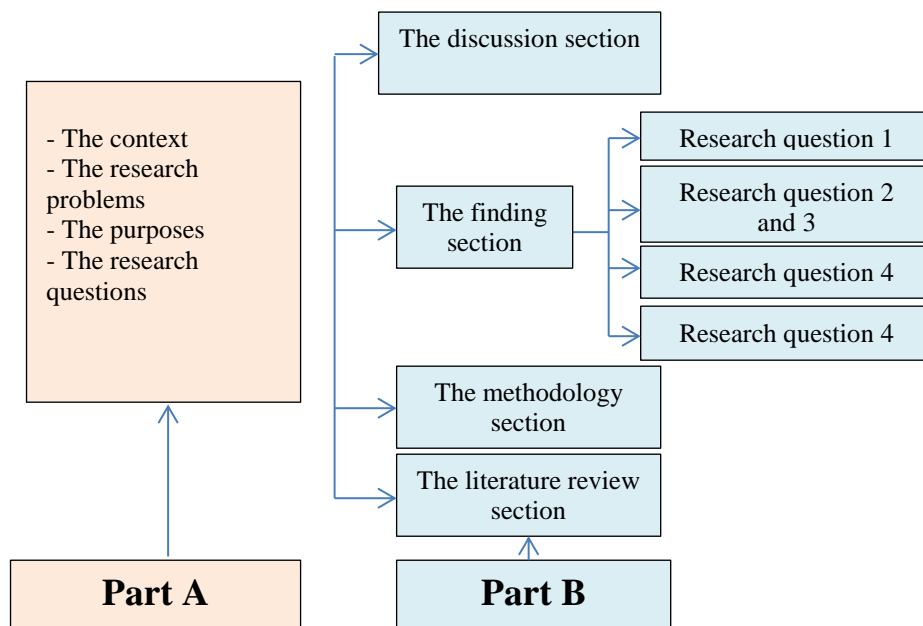 The discussion section
- The context
- The research
problems
- The purposes
- The research
questions
The finding
section
Research question 1
Research question 2
and 3
Research question 4
Research question 4
The methodology
section
The literature review
section
Part A
Part B